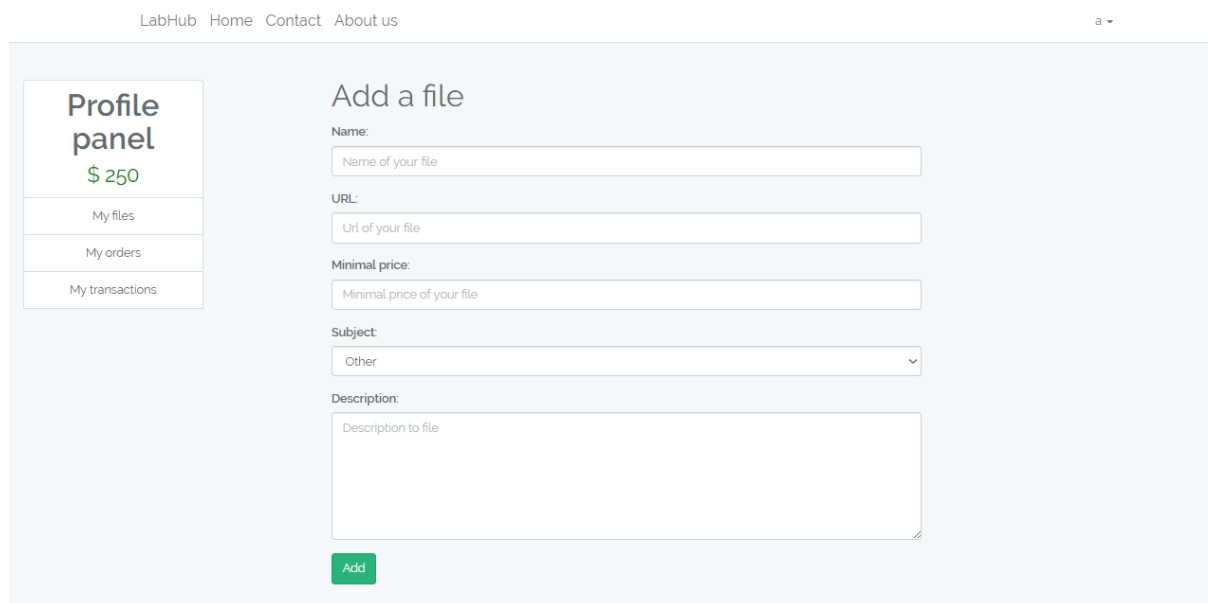 LabHub Home Contact About us a
Profile
panel
$ 250
My files
My orders
My transactions
Add a file
Name:
Name of your file
URL:
Url of your file
Minimal price:
Minimal price of your file
Subject:
Other
Description:
Description to file
Add